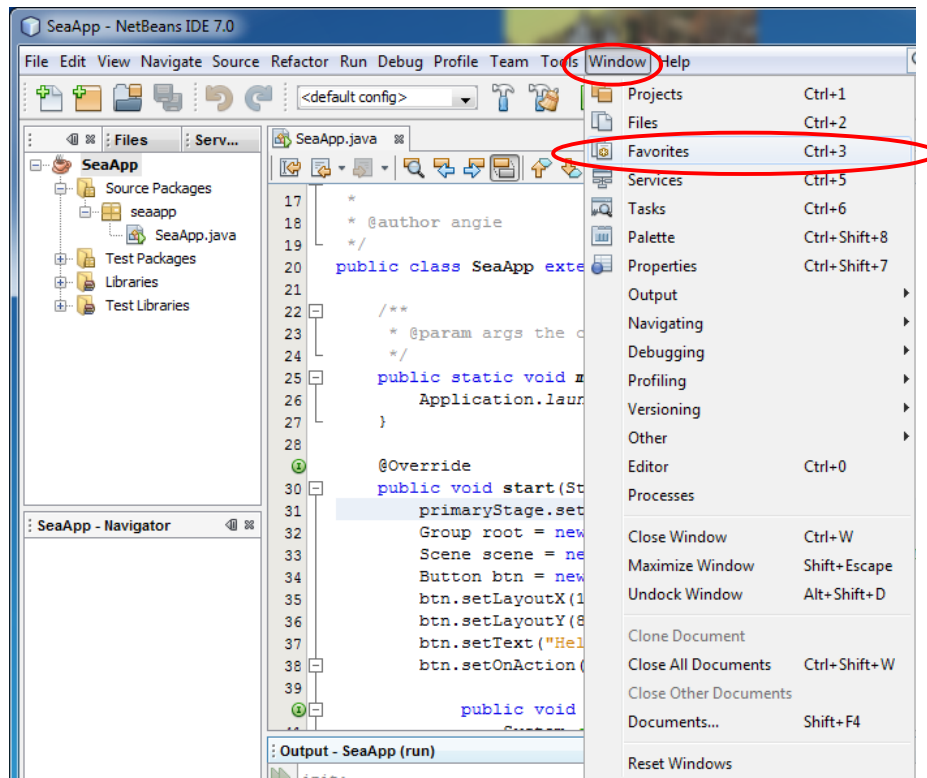 SeaApp - NetBeans IDE 7.0
File Edit View Navigate Source Refactor Run Debug Profile Team Tools Window Help
<default config>
Files Serv...
SeaApp
Source Packages
seaapp
SeaApp.java
Test Packages
Libraries
Test Libraries
SeaApp - Navigator
SeaApp.java
17 *
18 * @author angie
19 */
20 public class SeaApp exte
21
22 /**
23 * @param args the c
24 */
25 public static void m
26 Application.laun
27 }
28
@Override
30 public void start(St
31 primaryStage.set
32 Group root = new
33 Scene scene = ne
34 Button btn = new
35 btn.setLayoutX(1
36 btn.setLayoutY(8
37 btn.setText("Hel
38 btn.setOnAction(
39
public void
Output - SeaApp (run)
Projects Ctrl+1
Files Ctrl+2
Favorites Ctrl+3
Services Ctrl+5
Tasks Ctrl+6
Palette Ctrl+Shift+8
Properties Ctrl+Shift+7
Output
Navigating
Debugging
Profiling
Versioning
Other
Editor Ctrl+0
Processes
Close Window Ctrl+W
Maximize Window Shift+Escape
Undock Window Alt+Shift+D
Clone Document
Close All Documents Ctrl+Shift+W
Close Other Documents
Documents... Shift+F4
Reset Windows